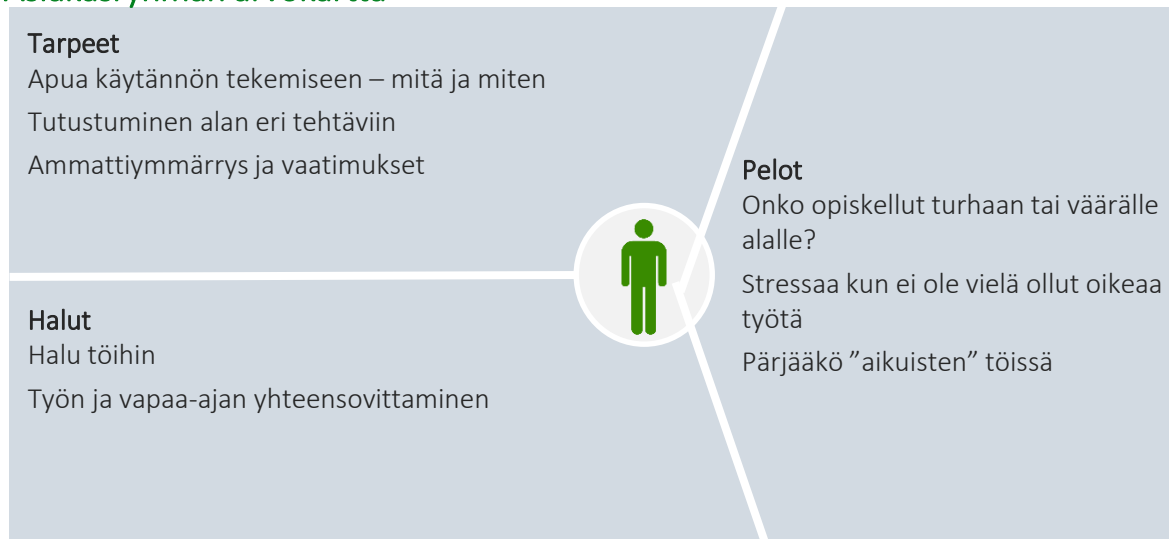 Tarpeet
Apua käytännön tekemiseen – mitä ja miten
Tutustuminen alan eri tehtäviin
Ammattiymmärrys ja vaatimukset
Halut
Halu töihin
Työn ja vapaa-ajan yhteensovittaminen
Pelot
Onko opiskellut turhaan tai väärälle
alalle?
Stressaa kun ei ole vielä ollut oikeaa
työtä
Pärjääkö ”aikuisten” töissä